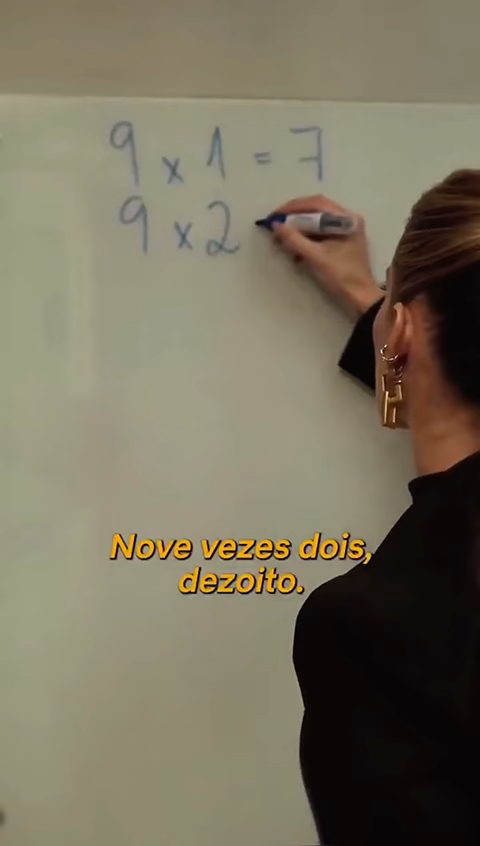 9 x 1 = 7
9 x 2
Nove vezes dois,
dezoito.